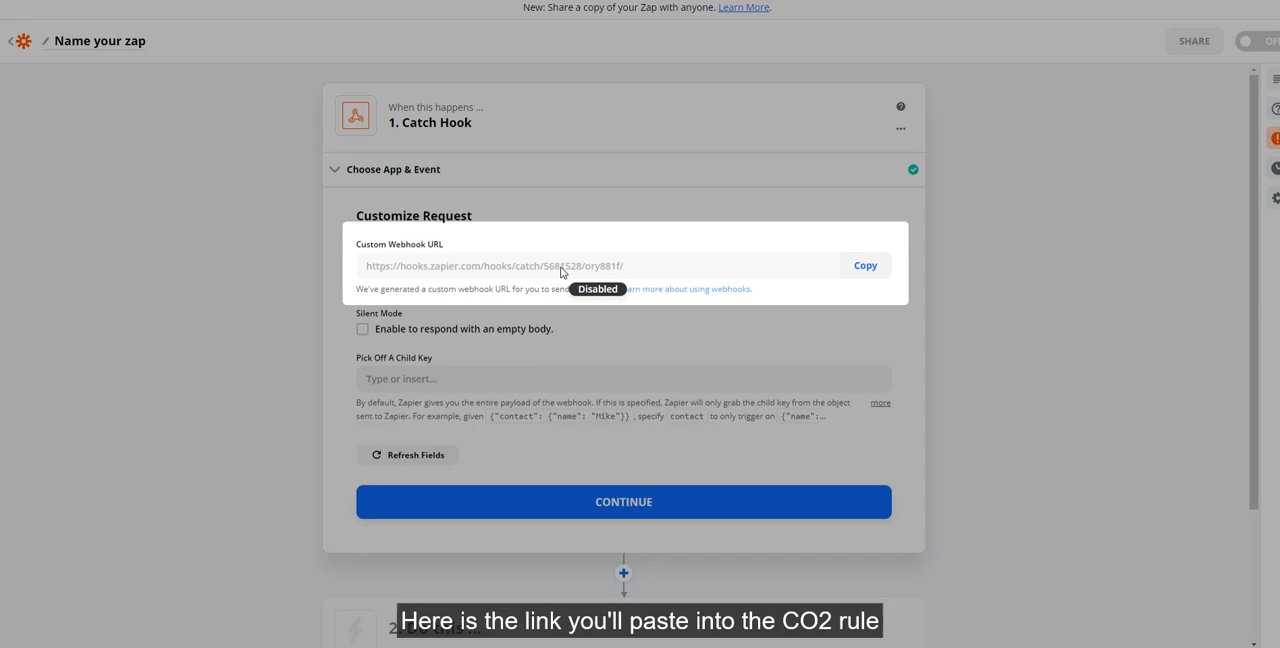 New: Share a copy of your Zap with anyone. Learn More.
Name your zap
SHARE
When this happens ...
1. Catch Hook
Choose App & Event
Customize Request
Custom Webhook URL
https://hooks.zapier.com/hooks/catch/5681528/ory881f/
Copy
We've generated a custom webhook URL for you to send
Disabled
arn more about using webhooks.
Silent Mode
Enable to respond with an empty body.
Pick Off A Child Key
Type or insert...
By default, Zapier gives you the entire payload of the webhook. If this is specified, Zapier will only grab the child key from the object
more
sent to Zapier. For example, given {"contact": {"name": "Mike"}} , specify contact to only trigger on {"name":...
Refresh Fields
CONTINUE
Here is the link you'll paste into the CO2 rule